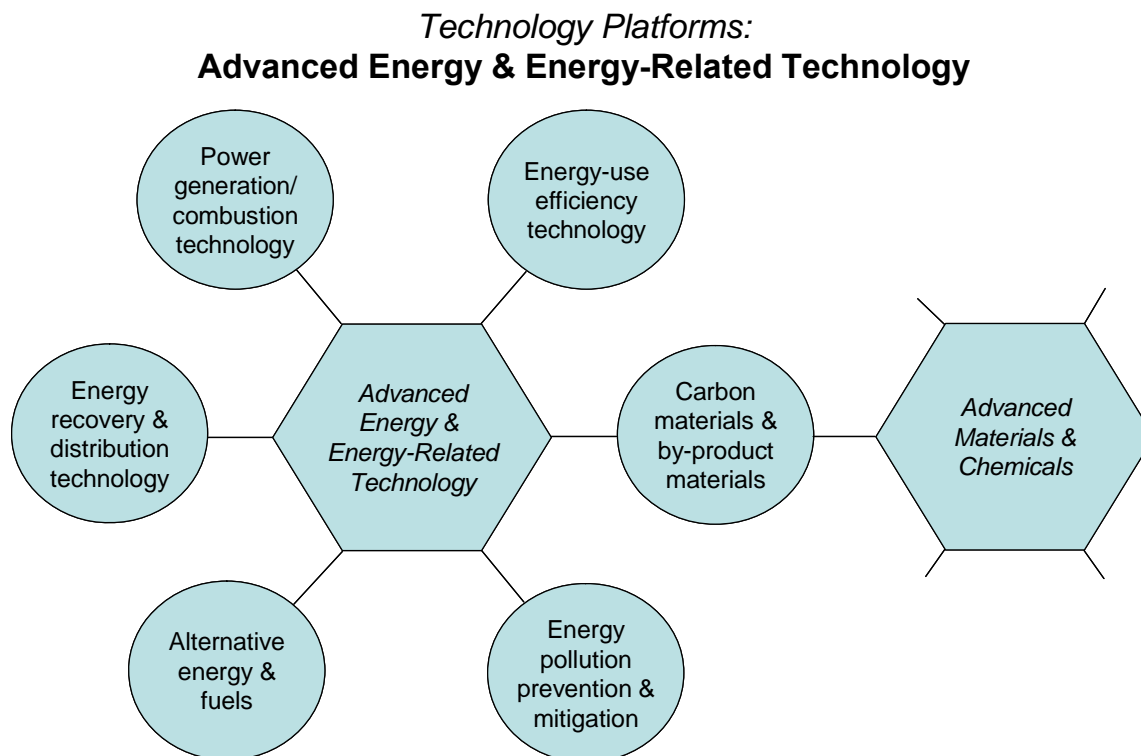 Technology Platforms:
Advanced Energy & Energy-Related Technology
Power
generation/
combustion
technology
Energy-use
efficiency
technology
Energy
recovery &
distribution
technology
Advanced
Energy &
Energy-Related
Technology
Carbon
materials &
by-product
materials
Advanced
Materials &
Chemicals
Alternative
energy &
fuels
Energy
pollution
prevention &
mitigation